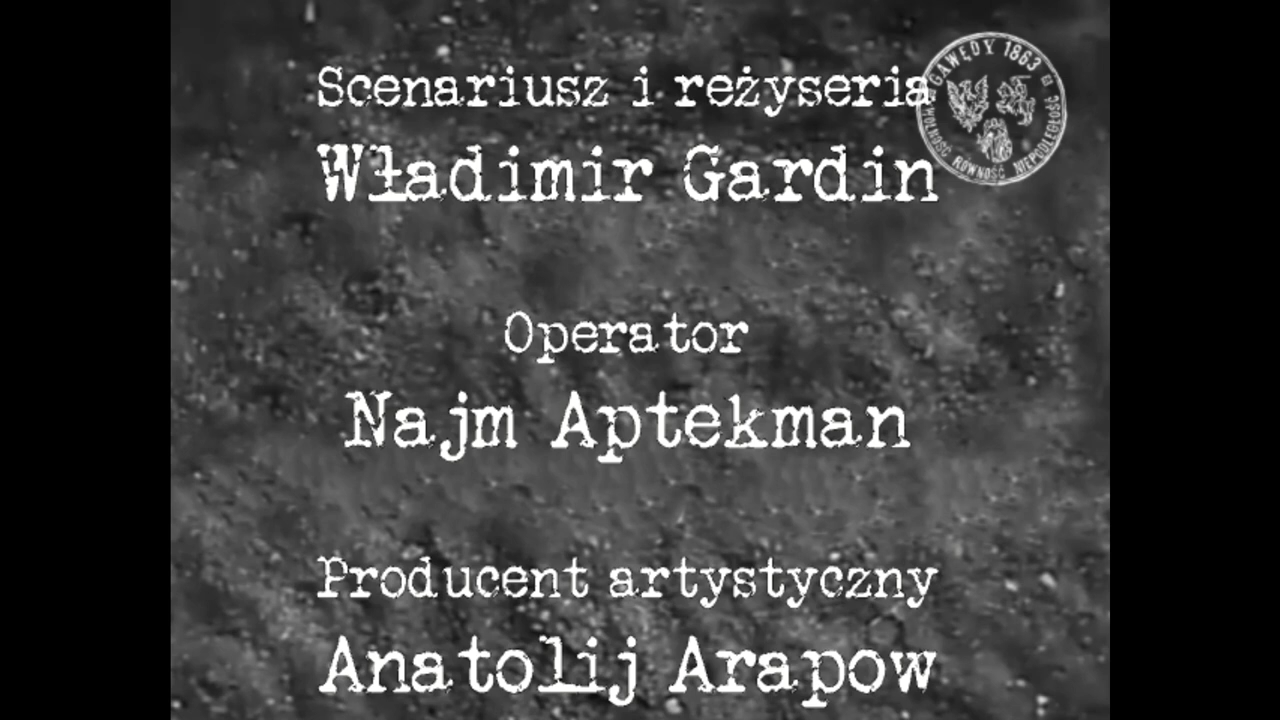 Scenariusz i reżyseria
Władimir Gardin
Operator
Najm Aptekman
Producent artystyczny
Anatolij Arapow
GAWĘDY 1863
WOLNOŚĆ RÓWNOŚĆ NIEPODLEGŁOŚĆ